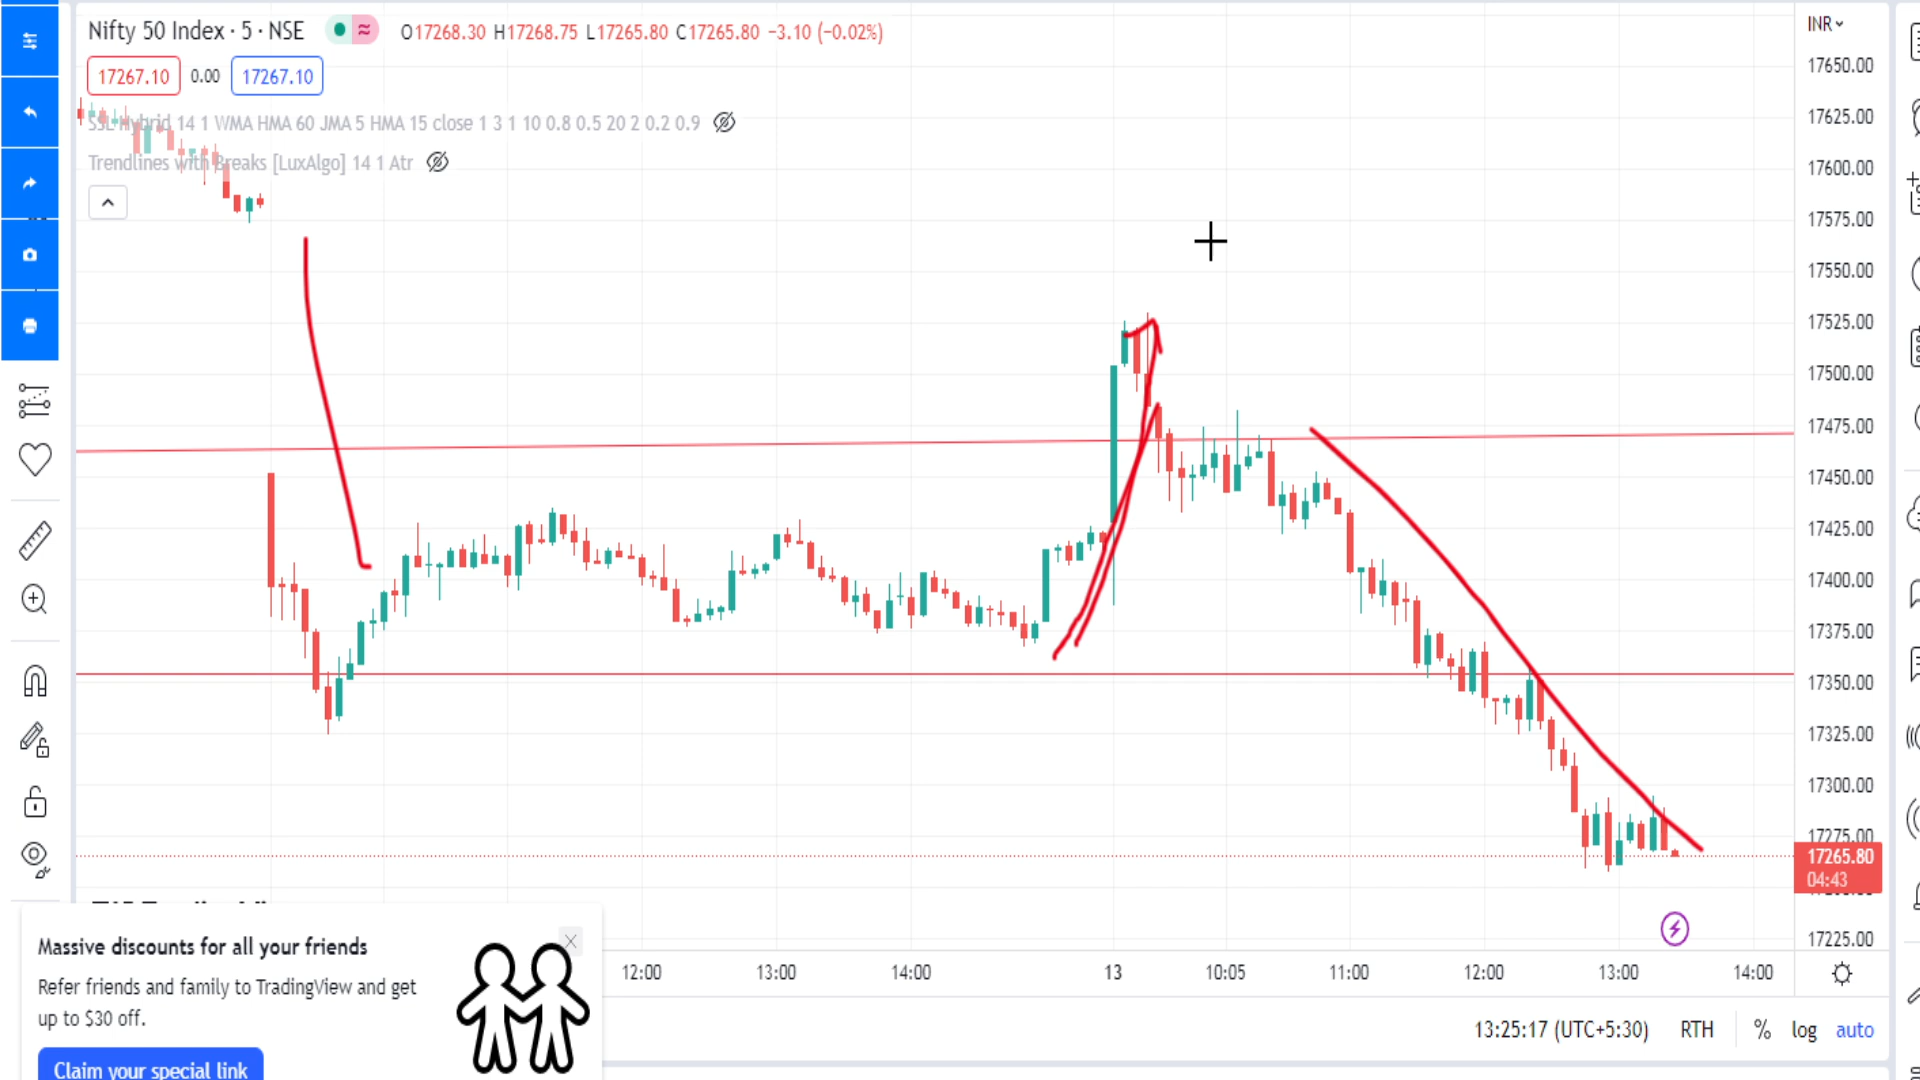 Nifty 50 Index · 5 · NSE O17268.30 H17268.75 L17265.80 C17265.80 −3.10 (−0.02%)
INR
17267.10 0.00 17267.10
SSL Hybrid 14 1 WMA HMA 60 JMA 5 HMA 15 close 1 3 1 10 0.8 0.5 20 2 0.2 0.9
Trendlines with Breaks [LuxAlgo] 14 1 Atr
17650.00
17625.00
17600.00
17575.00
17550.00
17525.00
17500.00
17475.00
17450.00
17425.00
17400.00
17375.00
17350.00
17325.00
17300.00
17275.00
17265.80
04:43
17225.00
12:00 13:00 14:00 13 10:05 11:00 12:00 13:00 14:00
13:25:17 (UTC+5:30) RTH % log auto
Massive discounts for all your friends
Refer friends and family to TradingView and get
up to $30 off.
Claim your special link